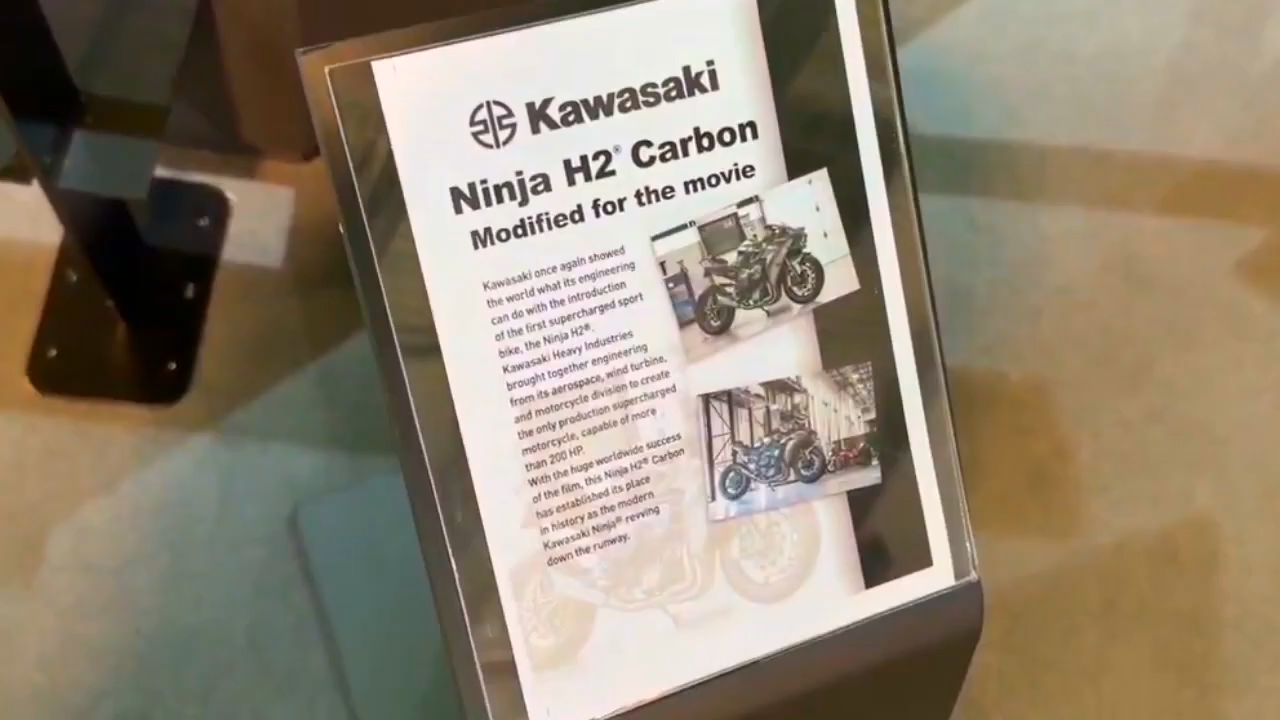 Kawasaki
Ninja H2® Carbon
Modified for the movie
Kawasaki once again showed
the world what its engineering
can do with the introduction
of the first supercharged sport
bike, the Ninja H2®.
Kawasaki Heavy Industries
brought together engineering
from its aerospace, wind turbine,
and motorcycle division to create
the only production supercharged
motorcycle, capable of more
than 200 HP.
With the huge worldwide success
of the film, this Ninja H2® Carbon
has established its place
in history as the modern
Kawasaki Ninja® revving
down the runway.